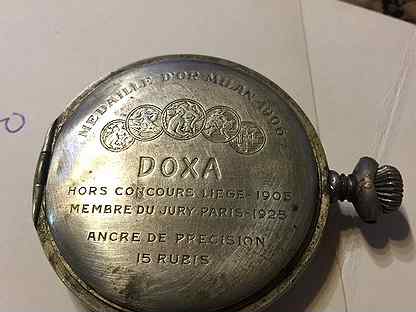 MEDAILLE D'OR MILAN 1906
DOXA
HORS CONCOURS LIEGE-1905
MEMBRE DU JURY PARIS-1925
ANCRE DE PRECISION
15 RUBIS